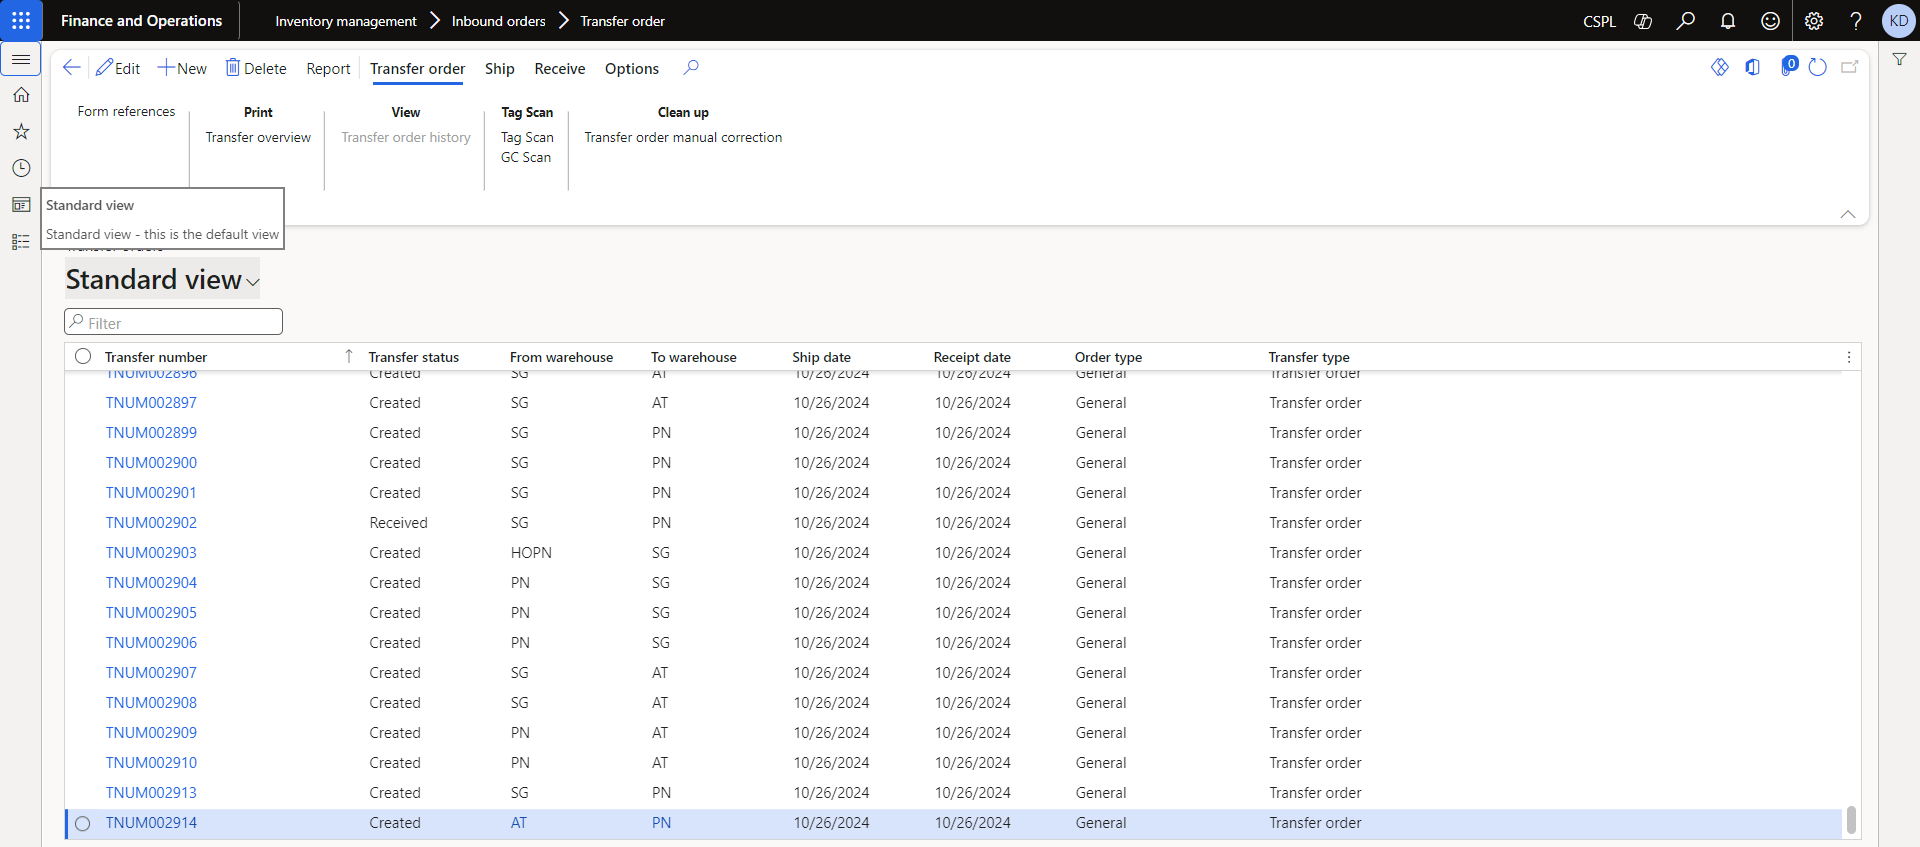 Finance and Operations
Inventory management Inbound orders Transfer order
CSPL
KD
Edit New Delete Report Transfer order Ship Receive Options
0
Form references
Print
Transfer overview
View
Transfer order history
Tag Scan
Tag Scan
GC Scan
Clean up
Transfer order manual correction
Standard view
Standard view - this is the default view
Standard view
Filter
Transfer number Transfer status From warehouse To warehouse Ship date Receipt date Order type Transfer type
TNUM002896 Created SG AT 10/26/2024 10/26/2024 General Transfer order
TNUM002897 Created SG AT 10/26/2024 10/26/2024 General Transfer order
TNUM002899 Created SG PN 10/26/2024 10/26/2024 General Transfer order
TNUM002900 Created SG PN 10/26/2024 10/26/2024 General Transfer order
TNUM002901 Created SG PN 10/26/2024 10/26/2024 General Transfer order
TNUM002902 Received SG PN 10/26/2024 10/26/2024 General Transfer order
TNUM002903 Created HOPN SG 10/26/2024 10/26/2024 General Transfer order
TNUM002904 Created PN SG 10/26/2024 10/26/2024 General Transfer order
TNUM002905 Created PN SG 10/26/2024 10/26/2024 General Transfer order
TNUM002906 Created PN SG 10/26/2024 10/26/2024 General Transfer order
TNUM002907 Created SG AT 10/26/2024 10/26/2024 General Transfer order
TNUM002908 Created SG AT 10/26/2024 10/26/2024 General Transfer order
TNUM002909 Created PN AT 10/26/2024 10/26/2024 General Transfer order
TNUM002910 Created PN AT 10/26/2024 10/26/2024 General Transfer order
TNUM002913 Created SG PN 10/26/2024 10/26/2024 General Transfer order
TNUM002914 Created AT PN 10/26/2024 10/26/2024 General Transfer order